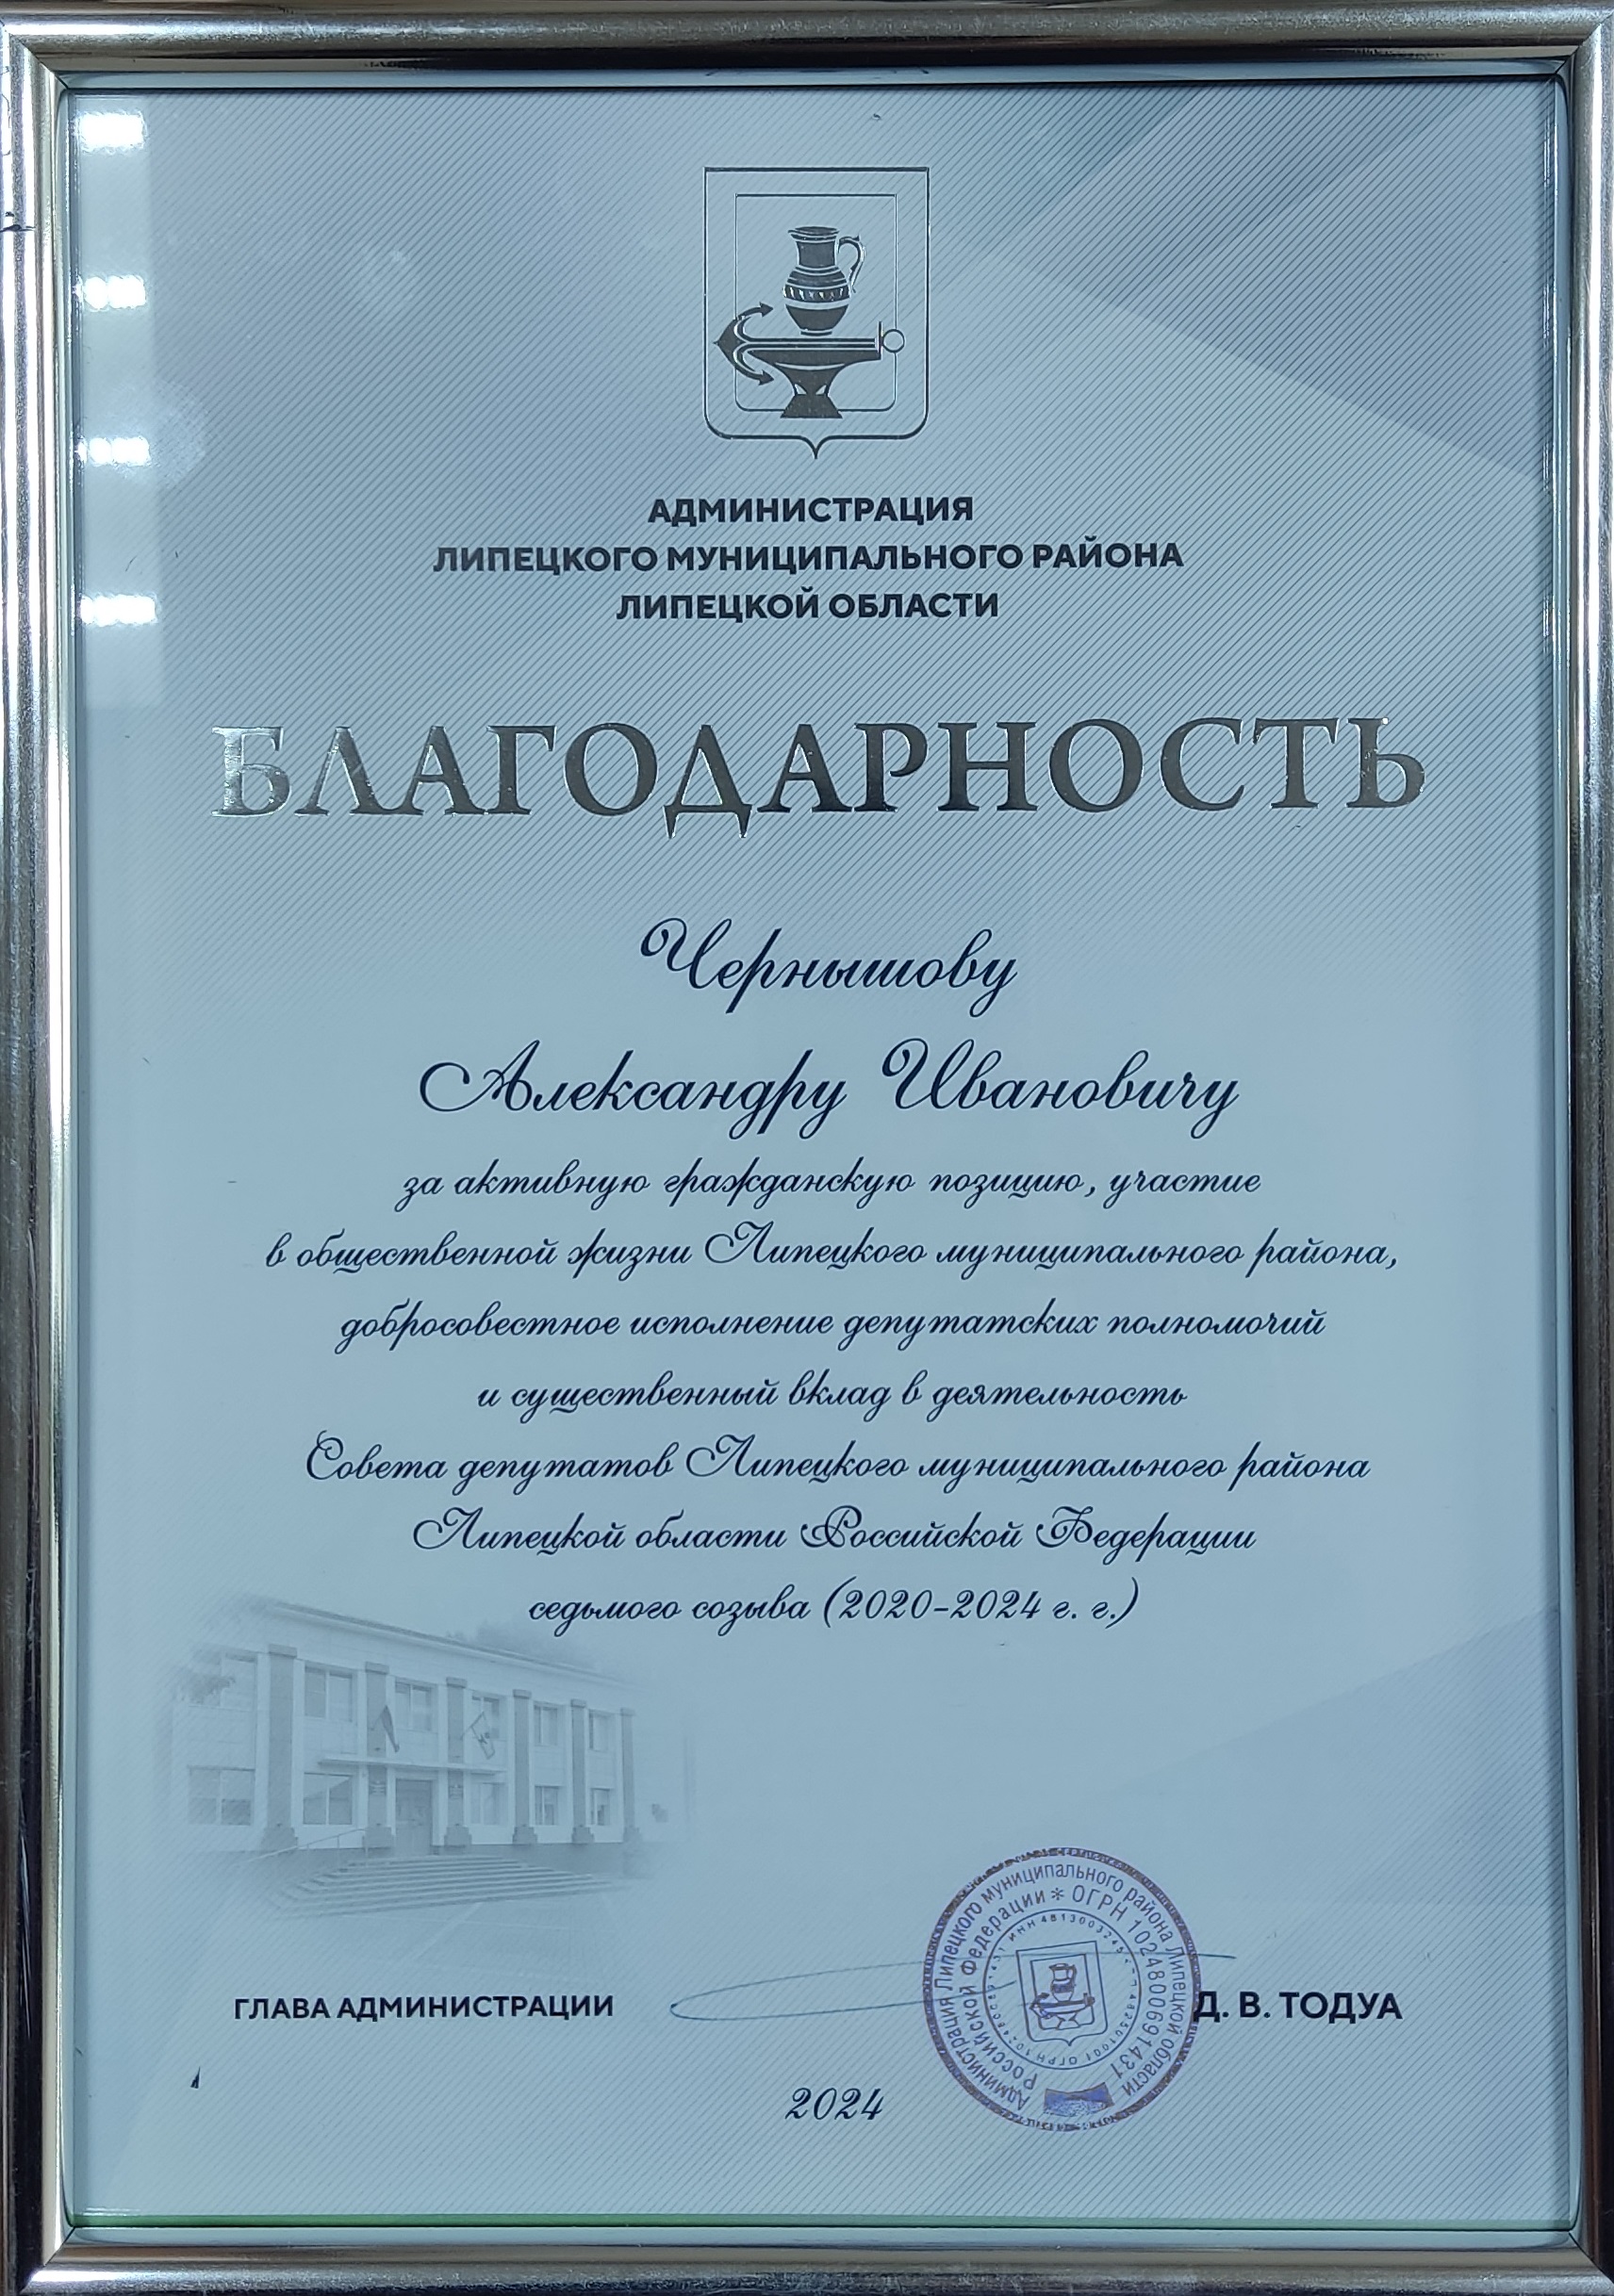 АДМИНИСТРАЦИЯ
ЛИПЕЦКОГО МУНИЦИПАЛЬНОГО РАЙОНА
ЛИПЕЦКОЙ ОБЛАСТИ
БЛАГОДАРНОСТЬ
Чернышову
Александру Ивановичу
за активную гражданскую позицию, участие
в общественной жизни Липецкого муниципального района,
добросовестное исполнение депутатских полномочий
и существенный вклад в деятельность
Совета депутатов Липецкого муниципального района
Липецкой области Российской Федерации
седьмого созыва (2020-2024 г. г.)
ГЛАВА АДМИНИСТРАЦИИ
Д. В. ТОДУА
Администрация Липецкого муниципального района Липецкой области
Российской Федерации * ОГРН 1024800691431
2024